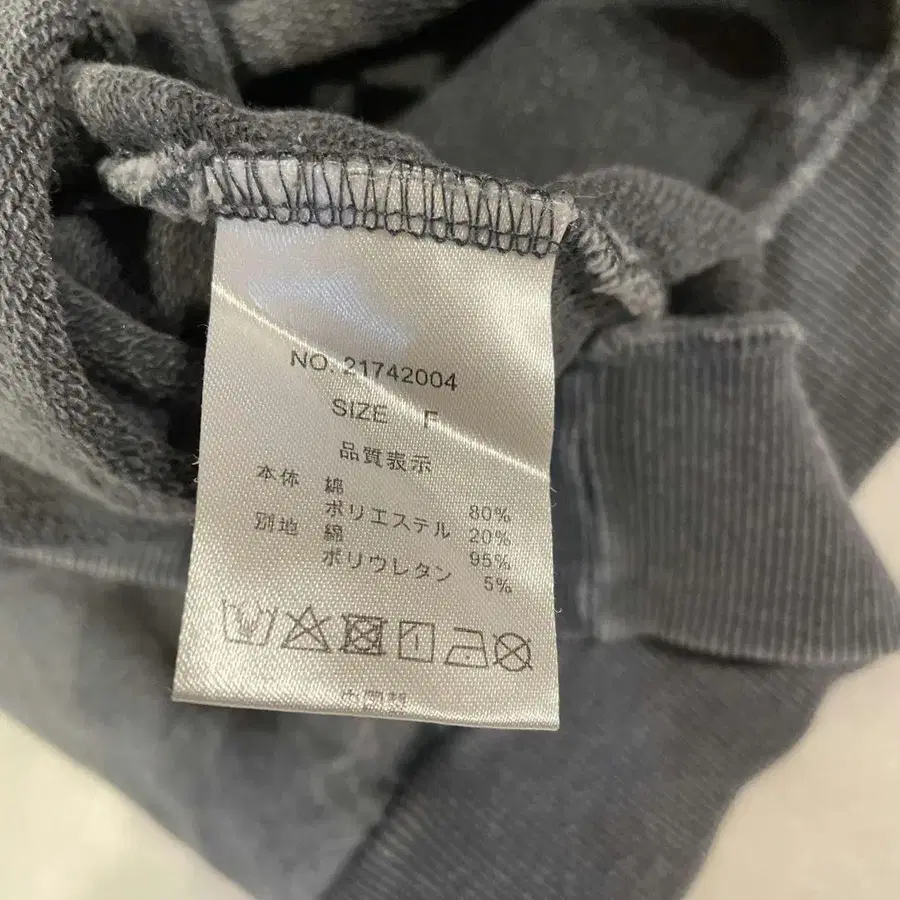 NO. 21742004
SIZE F
品質表示
本体 綿 80%
ポリエステル 20%
別地 綿 95%
ポリウレタン 5%